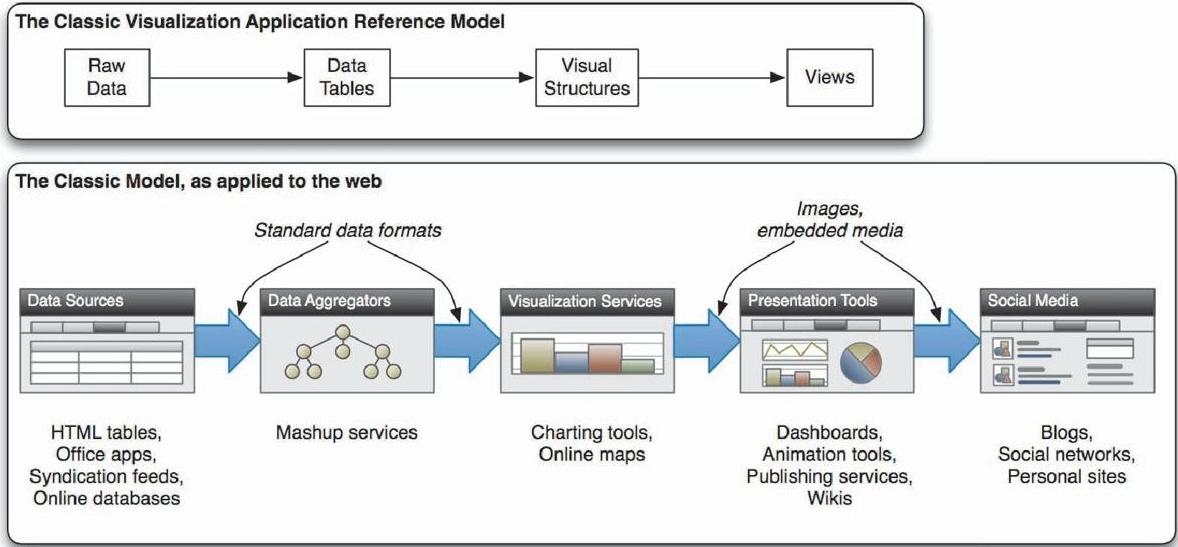 The Classic Visualization Application Reference Model
Raw
Data
Data
Tables
Visual
Structures
Views
The Classic Model, as applied to the web
Standard data formats
Images,
embedded media
Data Sources
Data Aggregators
Visualization Services
Presentation Tools
Social Media
HTML tables,
Office apps,
Syndication feeds,
Online databases
Mashup services
Charting tools,
Online maps
Dashboards,
Animation tools,
Publishing services,
Wikis
Blogs,
Social networks,
Personal sites